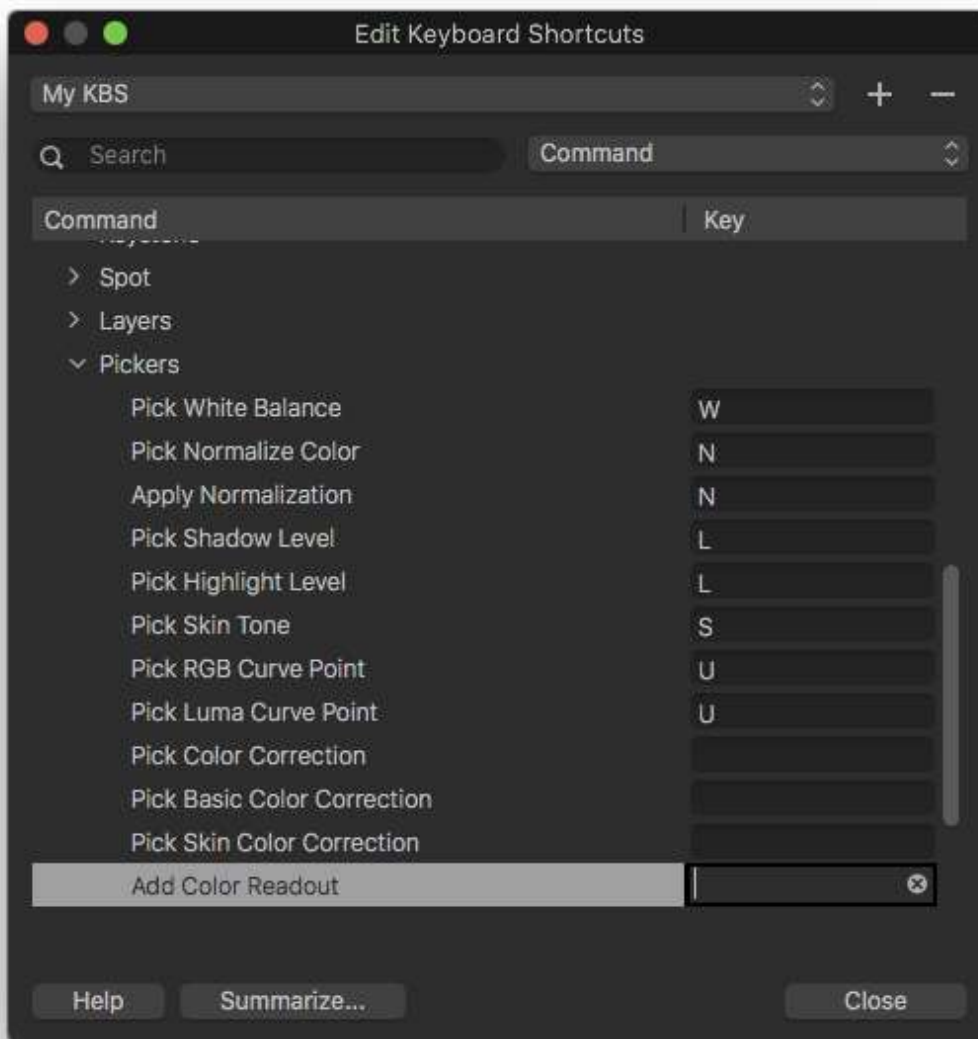 Edit Keyboard Shortcuts
My KBS
Search Command
Command Key
Spot
Layers
Pickers
Pick White Balance W
Pick Normalize Color N
Apply Normalization N
Pick Shadow Level L
Pick Highlight Level L
Pick Skin Tone S
Pick RGB Curve Point U
Pick Luma Curve Point U
Pick Color Correction
Pick Basic Color Correction
Pick Skin Color Correction
Add Color Readout
Help Summarize... Close